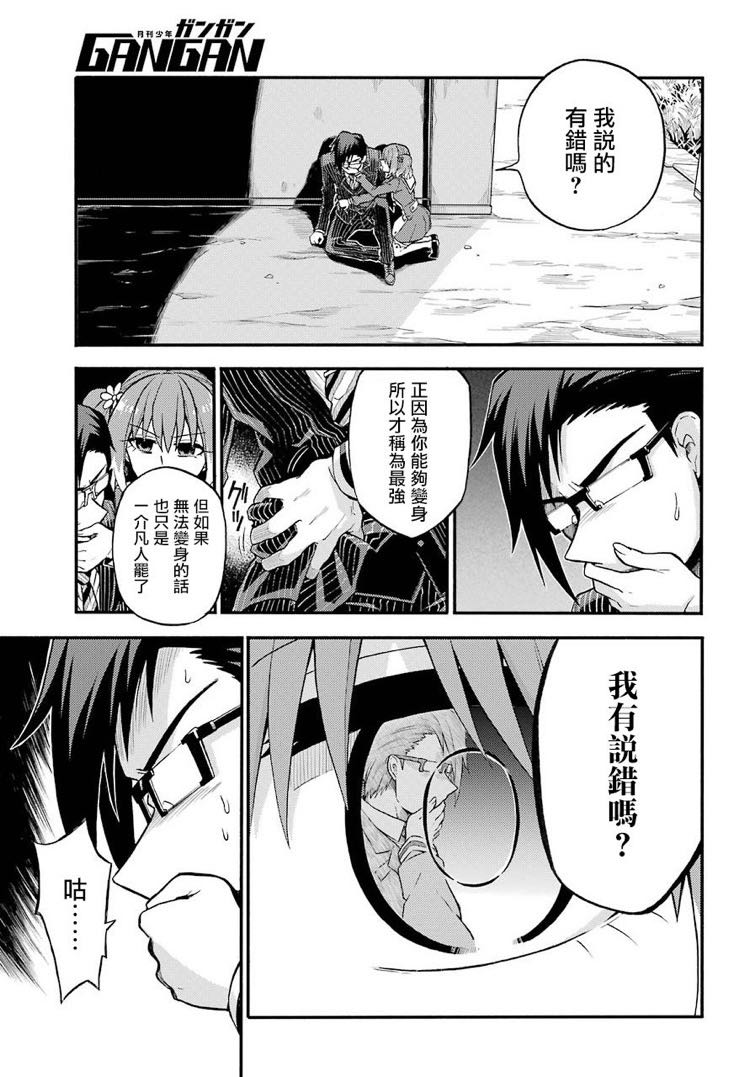 月刊少年
ガンガン
GANGAN
我説的
有錯嗎?
正因為你能夠變身
所以才稱為最強
グッ
但如果
無法變身的話
也只是
一介凡人罷了
我有説錯嗎?
咕……